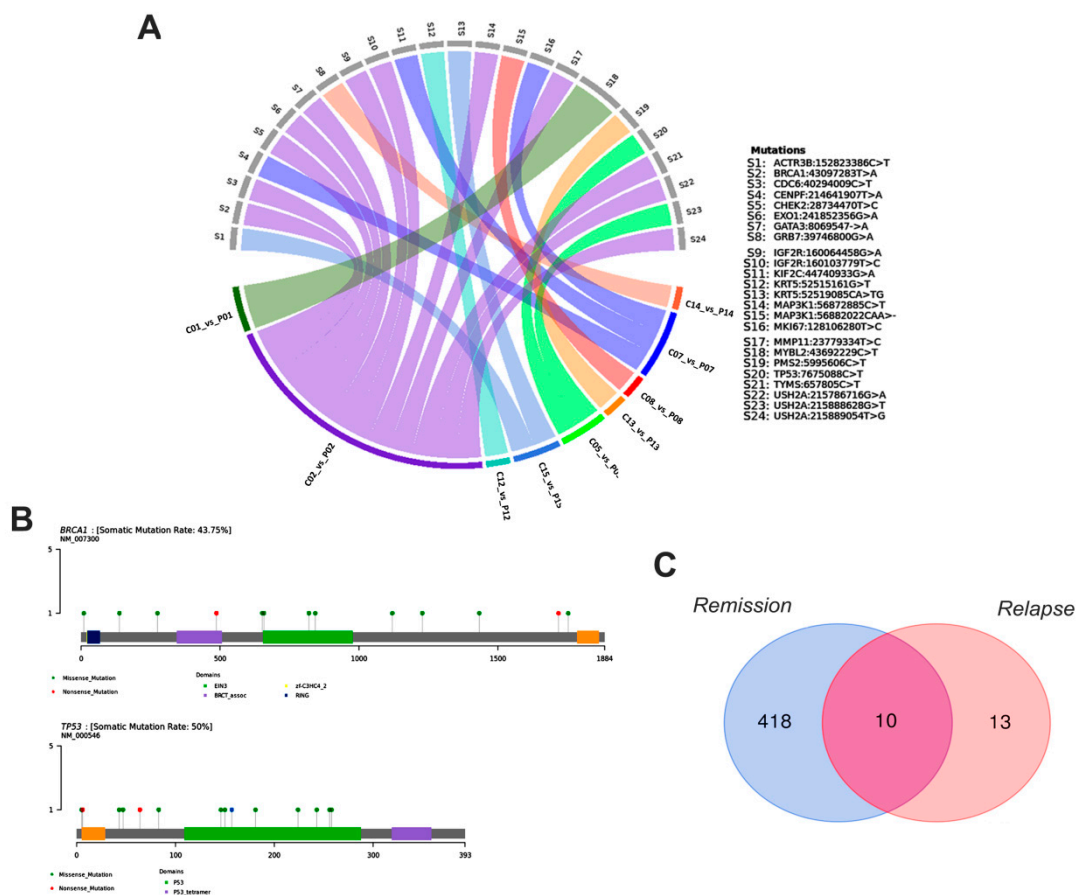 A
S1
S2
S3
S4
S5
S6
S7
S8
S9
S10
S11
S12
S13
S14
S15
S16
S17
S18
S19
S20
S21
S22
S23
S24
C01_vs_P01
C02_vs_P02
C12_vs_P12
C13_vs_P13
C08_vs_P08
C07_vs_P07
C14_vs_P14
Mutations
S1: ACTR3B:152823386C>T
S2: BRCA1:43097283T>A
S3: CDC6:40294009C>T
S4: CENPF:214641907T>A
S5: CHEK2:28734470T>C
S6: EXO1:241852356G>A
S7: GATA3:8069547->A
S8: GRB7:39746800G>A
S9: IGF2R:160064458G>A
S10: IGF2R:160103779T>C
S11: KIF2C:44740933G>A
S12: KRT5:52515161G>T
S13: KRT5:52519085CA>TG
S14: MAP3K1:56872885C>T
S15: MAP3K1:56882022CAA>-
S16: MKI67:128106280T>C
S17: MMP11:23779334T>C
S18: MYBL2:43692229C>T
S19: PMS2:5995606C>T
S20: TP53:7675088C>T
S21: TYMS:657805C>T
S22: USH2A:215786716G>A
S23: USH2A:215888628G>T
S24: USH2A:215889054T>G
B
BRCA1 : [Somatic Mutation Rate: 43.75%]
NM_007300
5
1
0 500 1000 1500 1884
Missense_Mutation
Nonsense_Mutation
Domains
EIN3
BRCT_assoc
zf-C3HC4_2
RING
TP53 : [Somatic Mutation Rate: 50%]
NM_000546
5
1
0 100 200 300 393
Missense_Mutation
Nonsense_Mutation
Domains
P53
P53_tetramer
C
Remission
Relapse
418
10
13